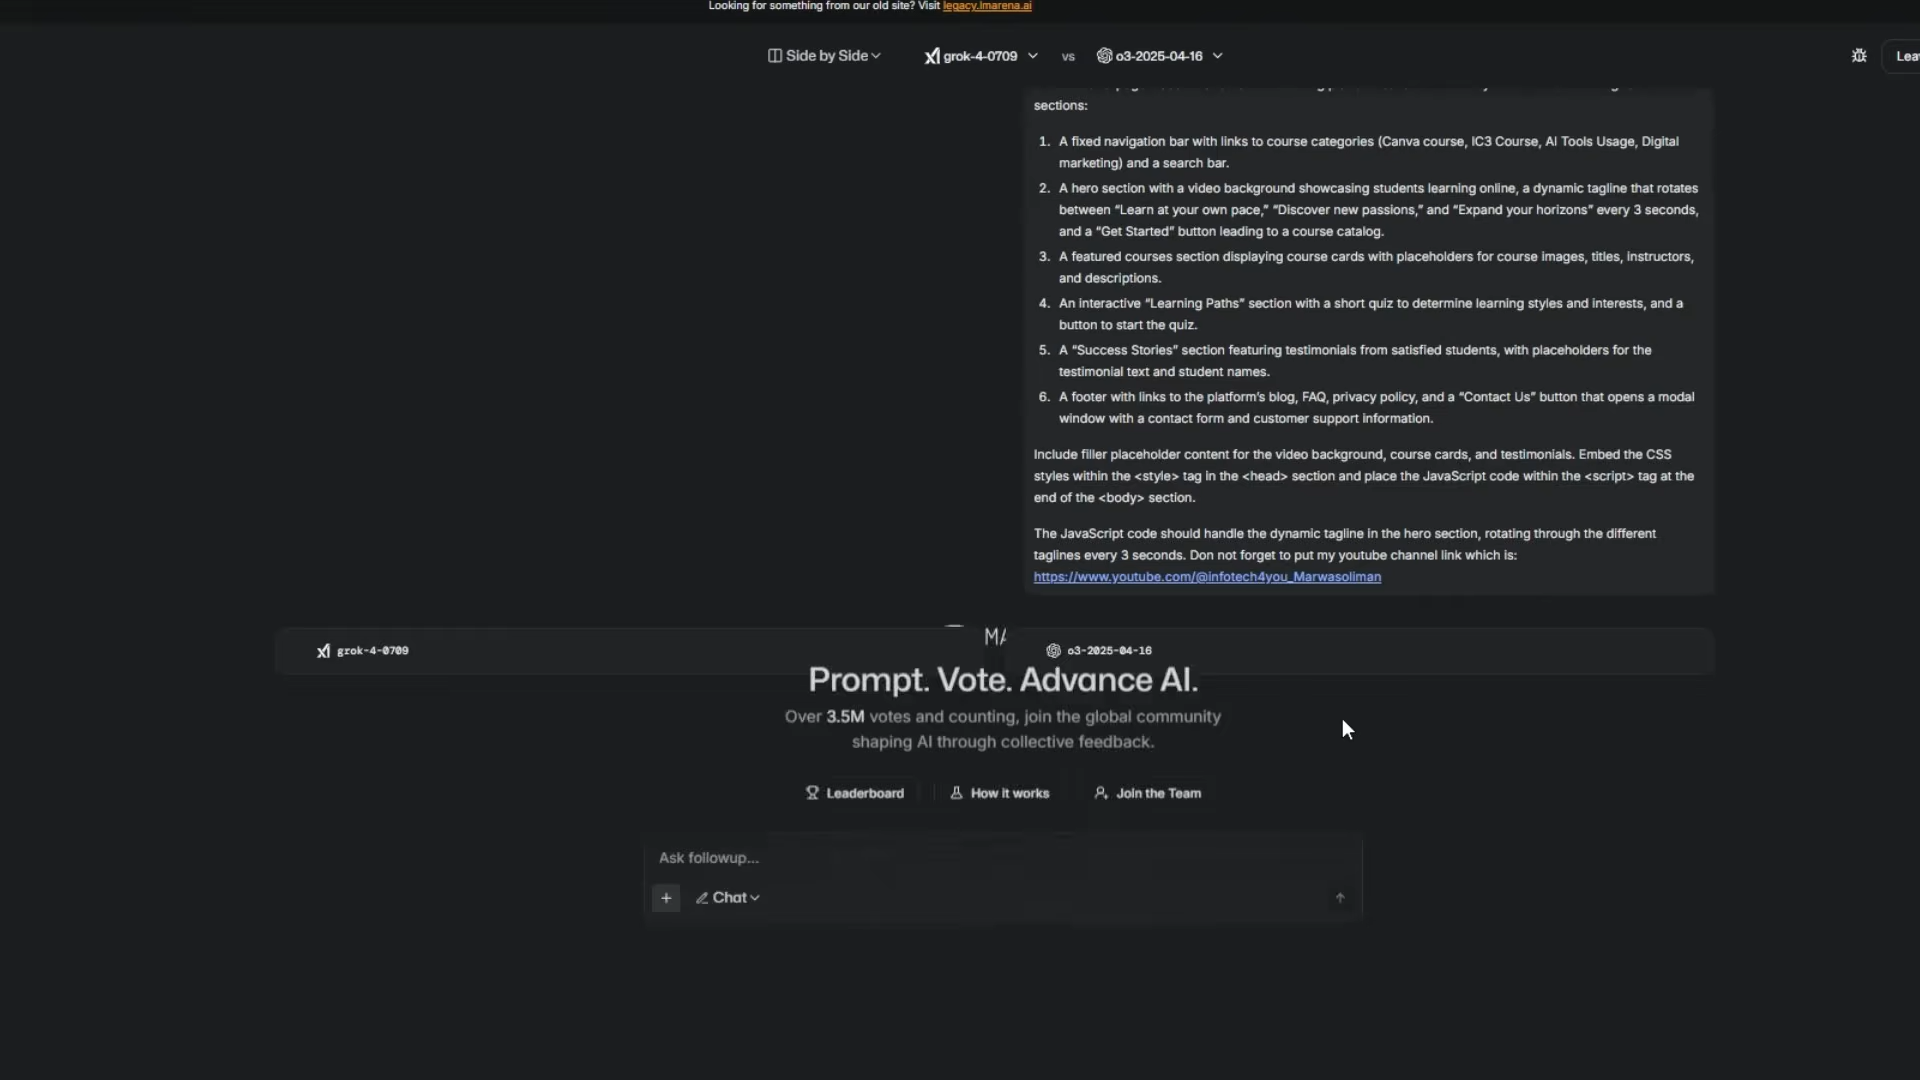 Looking for something from our old site? Visit legacy.lmarena.ai
Side by Side
grok-4-0709
vs
o3-2025-04-16
sections:
1. A fixed navigation bar with links to course categories (Canva course, IC3 Course, AI Tools Usage, Digital
marketing) and a search bar.
2. A hero section with a video background showcasing students learning online, a dynamic tagline that rotates
between “Learn at your own pace,” “Discover new passions,” and “Expand your horizons” every 3 seconds,
and a “Get Started” button leading to a course catalog.
3. A featured courses section displaying course cards with placeholders for course images, titles, instructors,
and descriptions.
4. An interactive “Learning Paths” section with a short quiz to determine learning styles and interests, and a
button to start the quiz.
5. A “Success Stories” section featuring testimonials from satisfied students, with placeholders for the
testimonial text and student names.
6. A footer with links to the platform’s blog, FAQ, privacy policy, and a “Contact Us” button that opens a modal
window with a contact form and customer support information.
Include filler placeholder content for the video background, course cards, and testimonials. Embed the CSS
styles within the <style> tag in the <head> section and place the JavaScript code within the <script> tag at the
end of the <body> section.
The JavaScript code should handle the dynamic tagline in the hero section, rotating through the different
taglines every 3 seconds. Don not forget to put my youtube channel link which is:
https://www.youtube.com/@infotech4you_Marwasoliman
grok-4-0709
o3-2025-04-16
Prompt. Vote. Advance AI.
Over 3.5M votes and counting, join the global community
shaping AI through collective feedback.
Leaderboard
How it works
Join the Team
Ask followup...
Chat